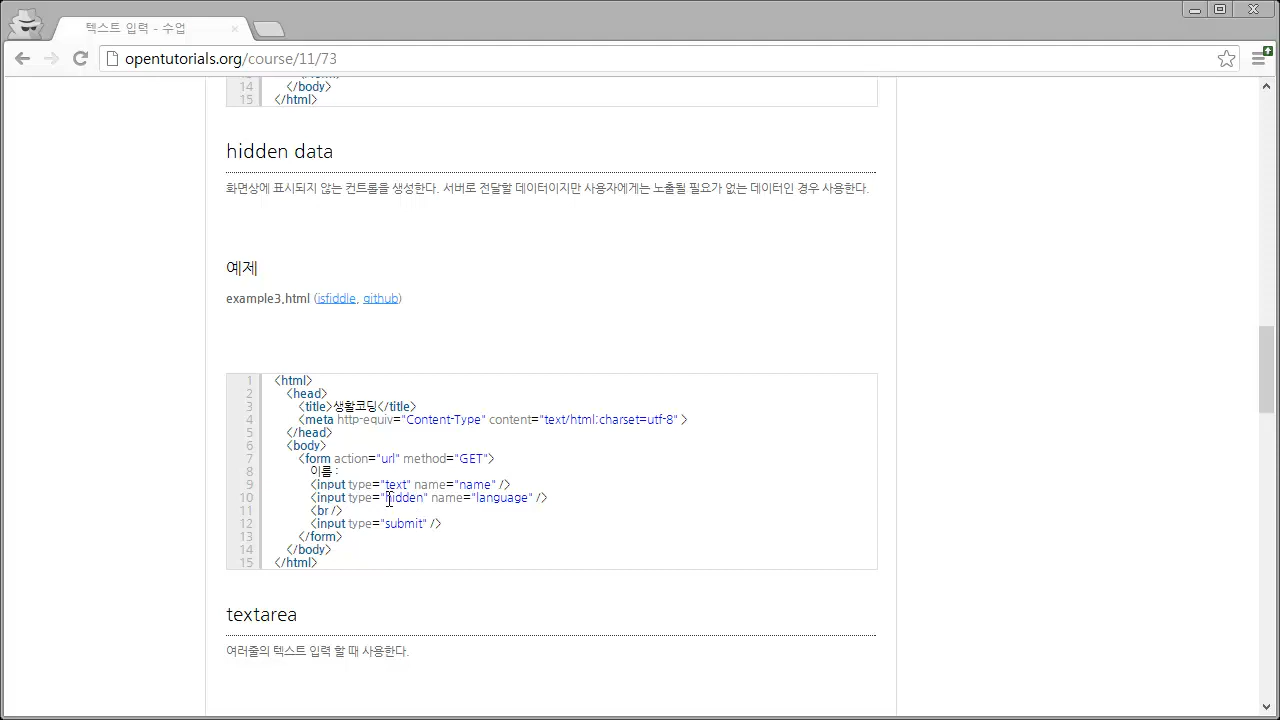 텍스트 입력 - 수업
opentutorials.org/course/11/73
14 </body>
15 </html>
hidden data
화면상에 표시되지 않는 컨트롤을 생성한다. 서버로 전달할 데이터이지만 사용자에게는 노출될 필요가 없는 데이터인 경우 사용한다.
예제
example3.html (jsfiddle, github)
1 <html>
2 <head>
3 <title>생활코딩</title>
4 <meta http-equiv="Content-Type" content="text/html;charset=utf-8" >
5 </head>
6 <body>
7 <form action="url" method="GET">
8 이름 :
9 <input type="text" name="name" />
10 <input type="hidden" name="language" />
11 <br />
12 <input type="submit" />
13 </form>
14 </body>
15 </html>
textarea
여러줄의 텍스트 입력 할 때 사용한다.